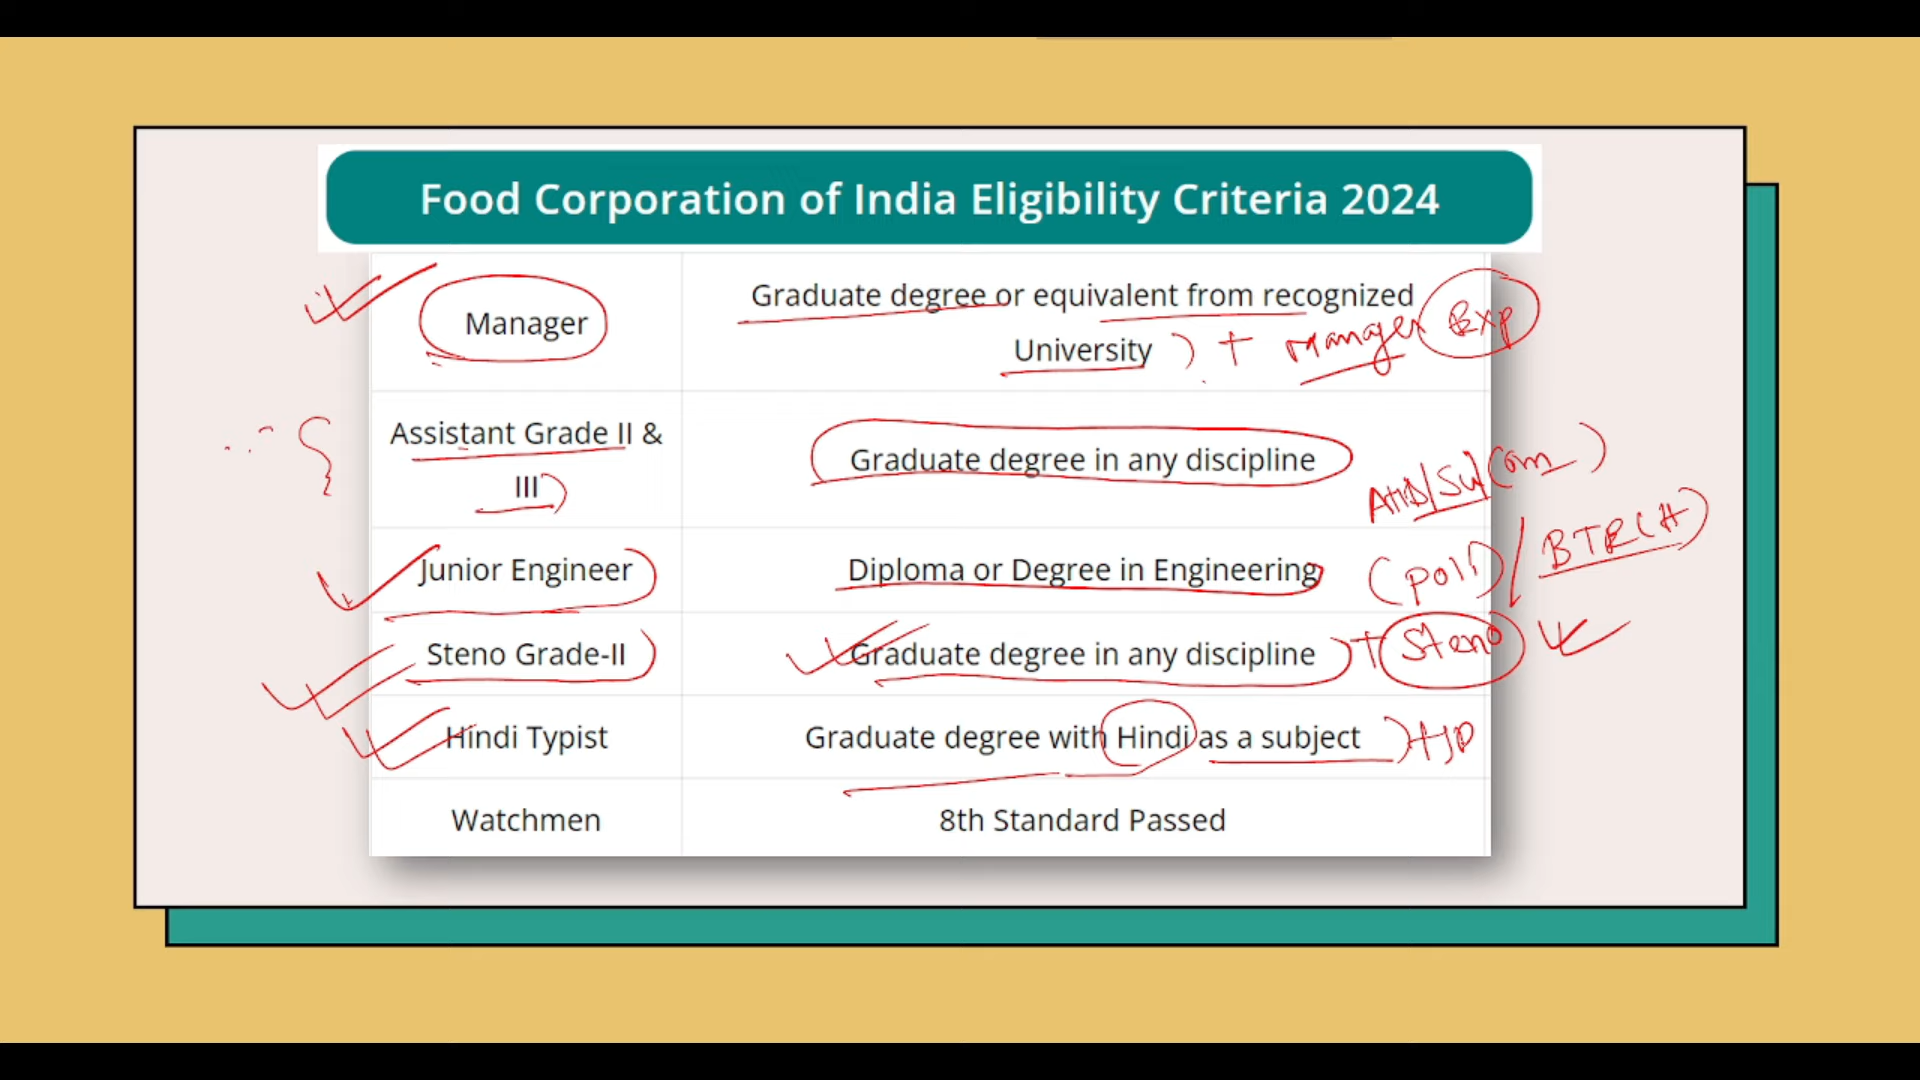 Food Corporation of India Eligibility Criteria 2024
Manager
Graduate degree or equivalent from recognized
University
+ Manager Exp
Assistant Grade II &
III
Graduate degree in any discipline
Com
Junior Engineer
Diploma or Degree in Engineering
(Poli) /
Steno Grade-II
Graduate degree in any discipline
+ Steno
Hindi Typist
Graduate degree with Hindi as a subject
Watchmen
8th Standard Passed